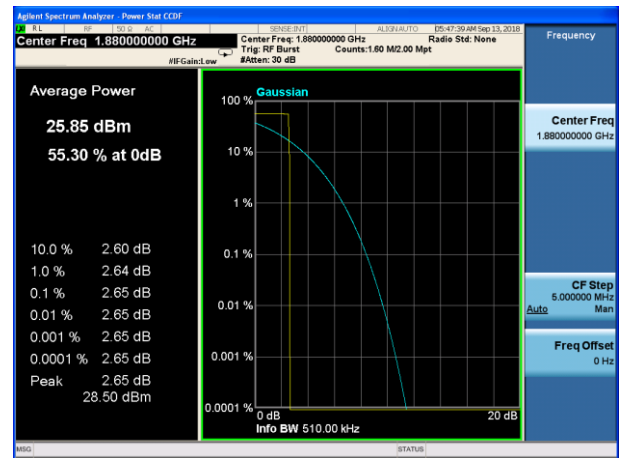 Agilent Spectrum Analyzer - Power Stat CCDF
RL RF 50 Ω AC SENSE:INT ALIGNAUTO 05:47:39 AM Sep 13, 2018
Center Freq 1.880000000 GHz
Center Freq: 1.880000000 GHz Radio Std: None
Trig: RF Burst Counts:1.60 M/2.00 Mpt
#IFGain:Low #Atten: 30 dB
Frequency
Average Power
25.85 dBm
55.30 % at 0dB
10.0 % 2.60 dB
1.0 % 2.64 dB
0.1 % 2.65 dB
0.01 % 2.65 dB
0.001 % 2.65 dB
0.0001 % 2.65 dB
Peak 2.65 dB
28.50 dBm
Gaussian
100 %
10 %
1 %
0.1 %
0.01 %
0.001 %
0.0001 %
0 dB 20 dB
Info BW 510.00 kHz
Center Freq
1.880000000 GHz
CF Step
5.000000 MHz
Auto Man
Freq Offset
0 Hz
MSG STATUS